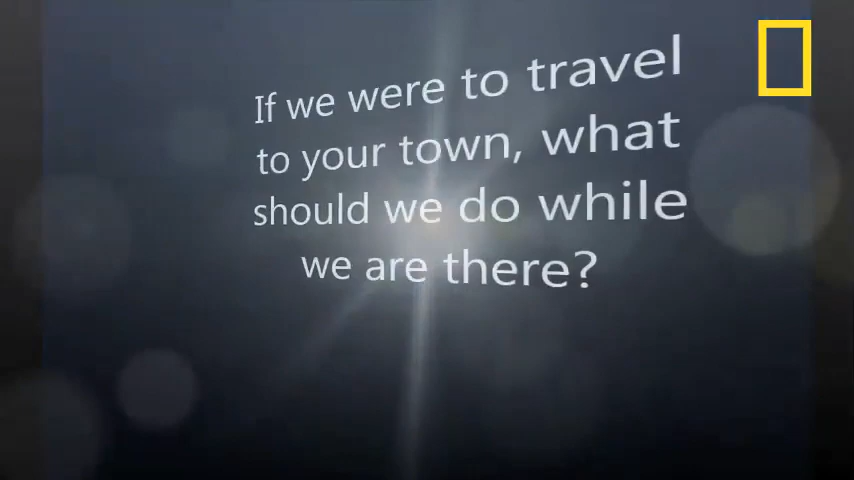 If we were to travel
to your town, what
should we do while
we are there?